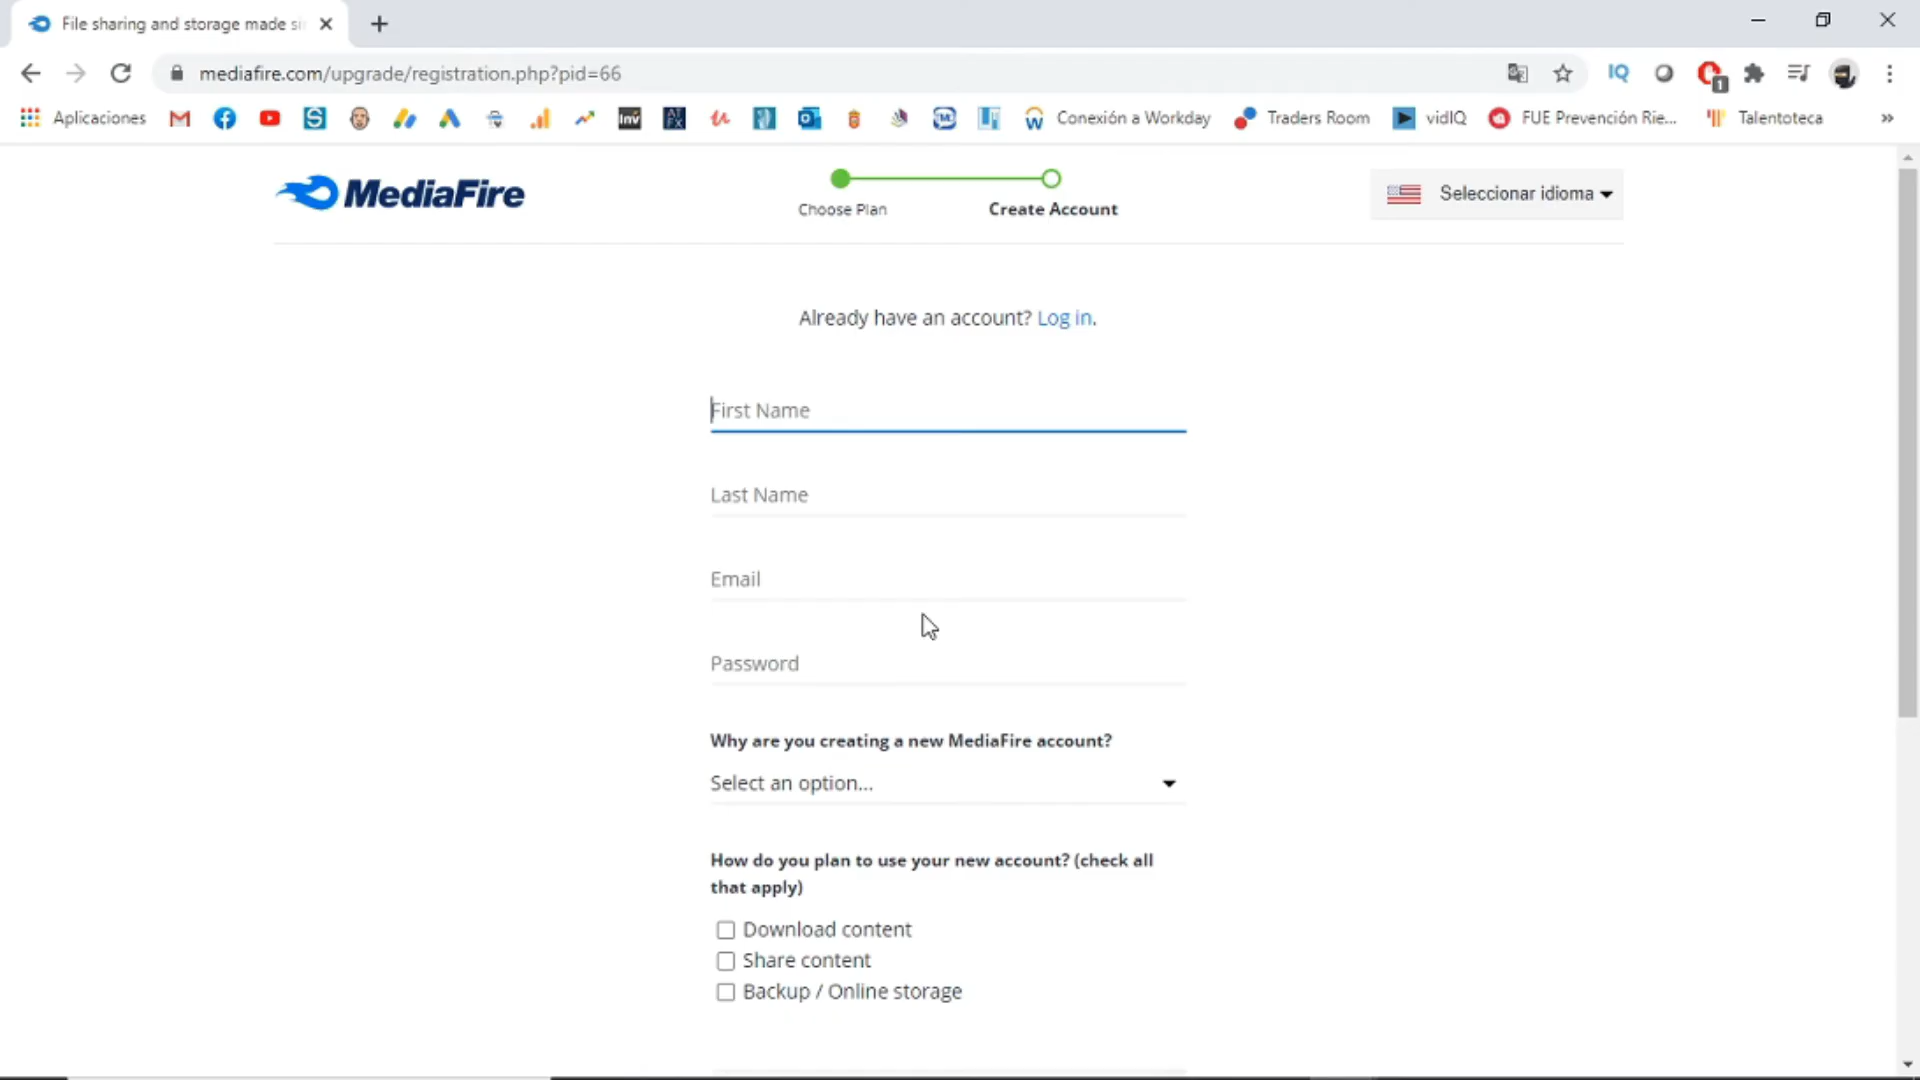 File sharing and storage made si
mediafire.com/upgrade/registration.php?pid=66
IQ
1
Aplicaciones
Conexión a Workday
Traders Room
vidIQ
FUE Prevención Rie...
Talentoteca
»
MediaFire
Choose Plan
Create Account
Seleccionar idioma
Already have an account? Log in.
First Name
Last Name
Email
Password
Why are you creating a new MediaFire account?
Select an option...
How do you plan to use your new account? (check all
that apply)
Download content
Share content
Backup / Online storage